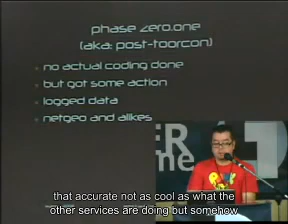 phase zero.one
(aka: post-toorcon)
no actual coding done
but got some action
logged data
netgeo and alikes
that accurate not as cool as what the
other services are doing but somehow